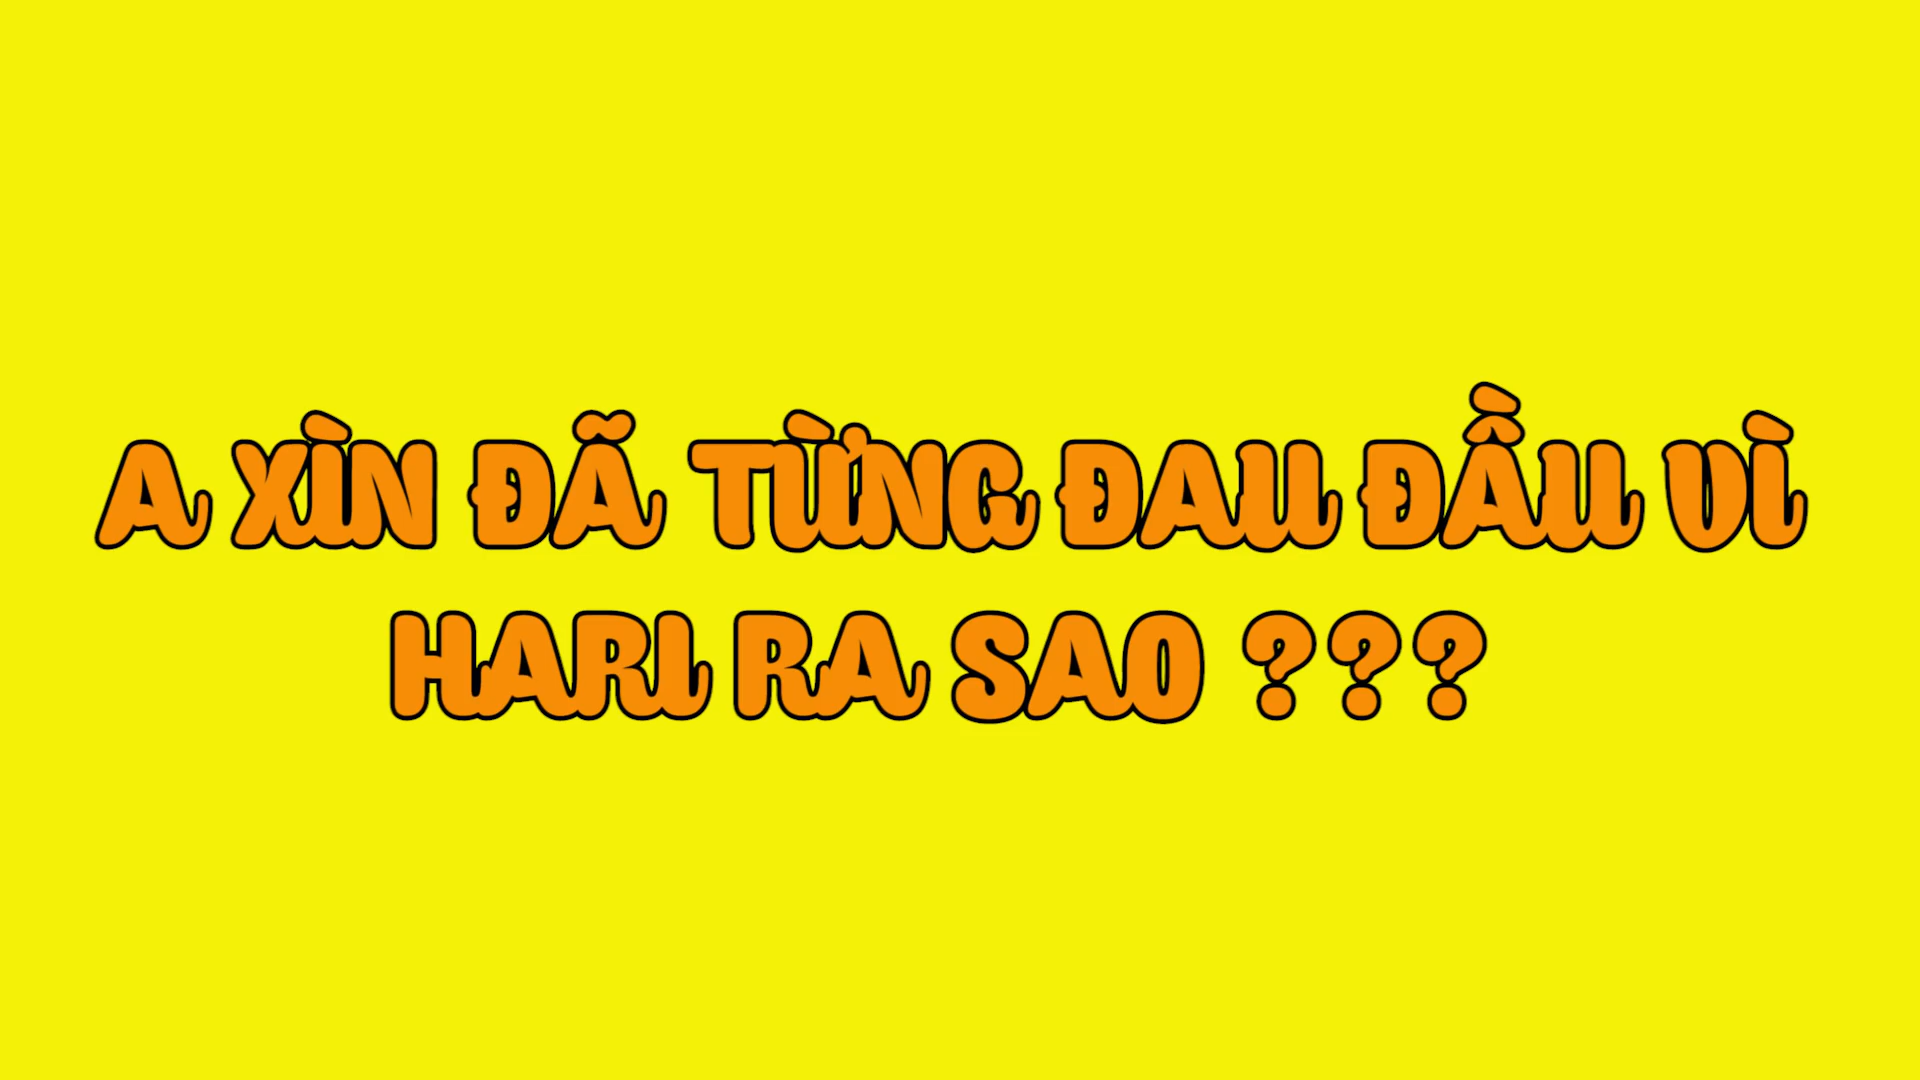 A XÌN ĐÃ TỪNG ĐAU ĐẦU VÌ
HARI RA SAO ???